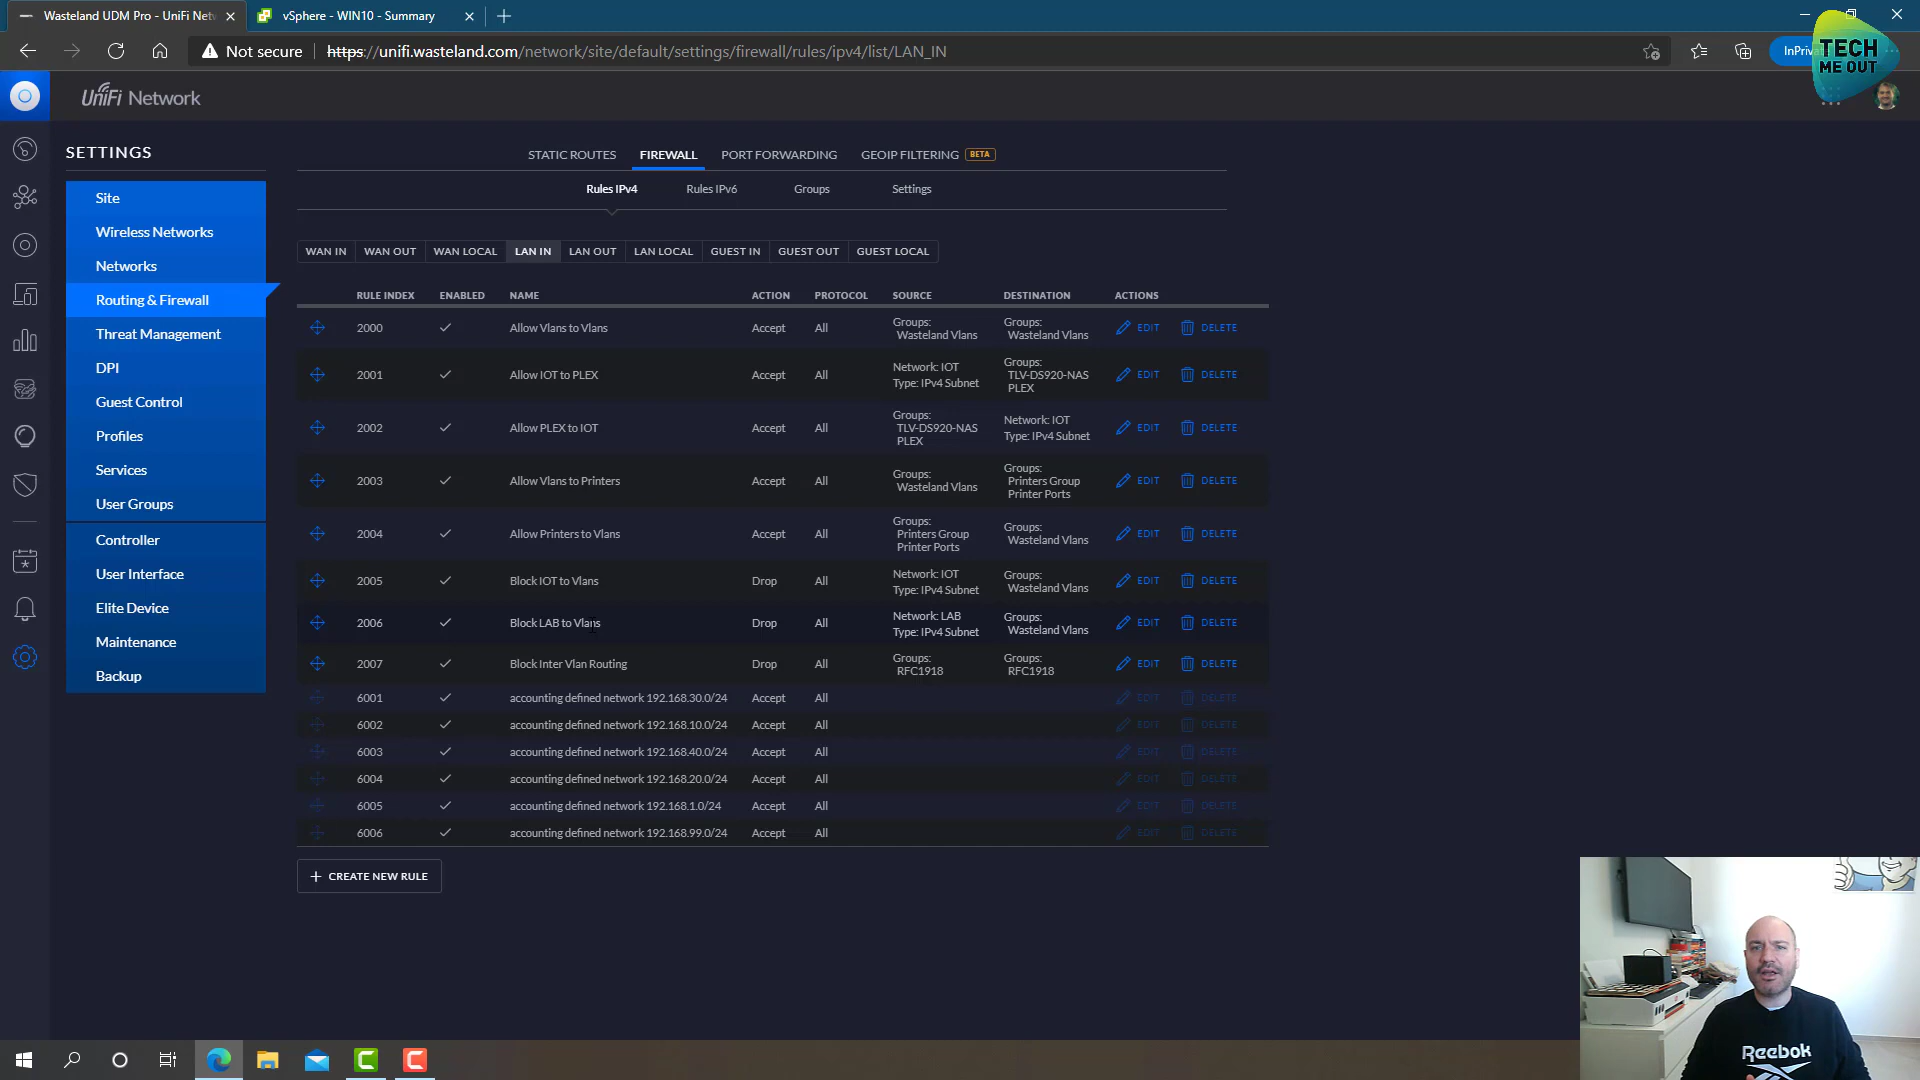 Wasteland UDM Pro - UniFi Netw
vSphere - WIN10 - Summary
Not secure
https://unifi.wasteland.com/network/site/default/settings/firewall/rules/ipv4/list/LAN_IN
TECH
ME OUT
UniFi Network
SETTINGS
Site
Wireless Networks
Networks
Routing & Firewall
Threat Management
DPI
Guest Control
Profiles
Services
User Groups
Controller
User Interface
Elite Device
Maintenance
Backup
STATIC ROUTES FIREWALL PORT FORWARDING GEOIP FILTERING BETA
Rules IPv4 Rules IPv6 Groups Settings
WAN IN WAN OUT WAN LOCAL LAN IN LAN OUT LAN LOCAL GUEST IN GUEST OUT GUEST LOCAL
RULE INDEX ENABLED NAME ACTION PROTOCOL SOURCE DESTINATION ACTIONS
2000 Allow Vlans to Vlans Accept All Groups: Wasteland Vlans Groups: Wasteland Vlans EDIT DELETE
2001 Allow IOT to PLEX Accept All Network: IOT Type: IPv4 Subnet Groups: TLV-DS920-NAS PLEX EDIT DELETE
2002 Allow PLEX to IOT Accept All Groups: TLV-DS920-NAS PLEX Network: IOT Type: IPv4 Subnet EDIT DELETE
2003 Allow Vlans to Printers Accept All Groups: Wasteland Vlans Groups: Printers Group Printer Ports EDIT DELETE
2004 Allow Printers to Vlans Accept All Groups: Printers Group Printer Ports Groups: Wasteland Vlans EDIT DELETE
2005 Block IOT to Vlans Drop All Network: IOT Type: IPv4 Subnet Groups: Wasteland Vlans EDIT DELETE
2006 Block LAB to Vlans Drop All Network: LAB Type: IPv4 Subnet Groups: Wasteland Vlans EDIT DELETE
2007 Block Inter Vlan Routing Drop All Groups: RFC1918 Groups: RFC1918 EDIT DELETE
6001 accounting defined network 192.168.30.0/24 Accept All EDIT DELETE
6002 accounting defined network 192.168.10.0/24 Accept All EDIT DELETE
6003 accounting defined network 192.168.40.0/24 Accept All EDIT DELETE
6004 accounting defined network 192.168.20.0/24 Accept All EDIT DELETE
6005 accounting defined network 192.168.1.0/24 Accept All EDIT DELETE
6006 accounting defined network 192.168.99.0/24 Accept All EDIT DELETE
CREATE NEW RULE
Reebok